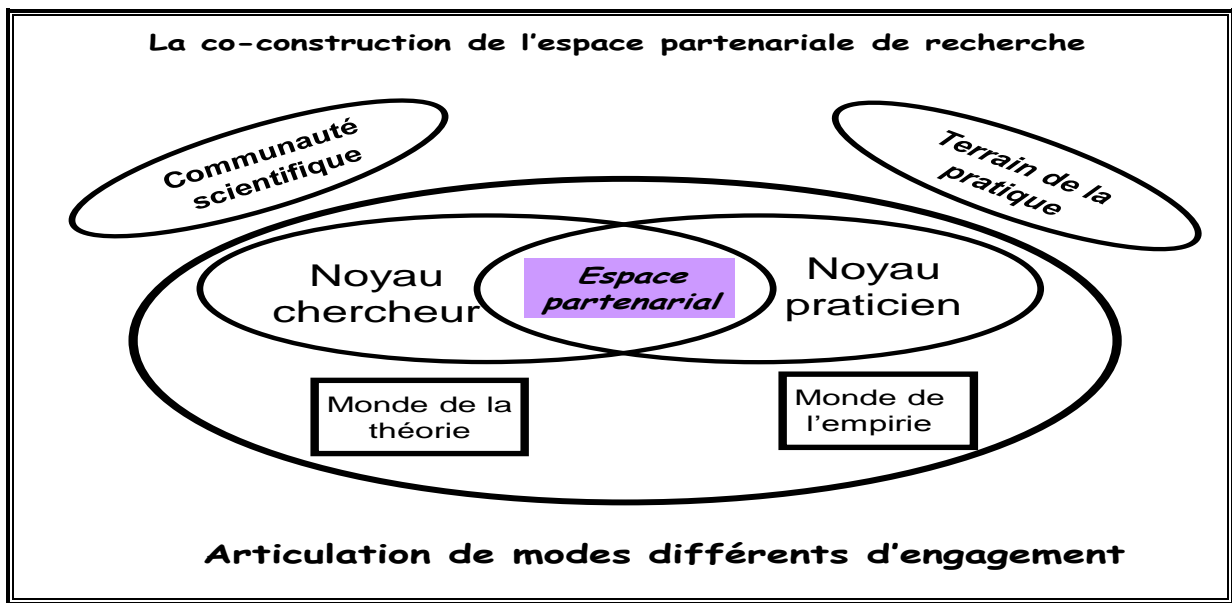 La co-construction de l'espace partenariale de recherche
Communauté
scientifique
Terrain de la
pratique
Noyau
chercheur
Espace
partenarial
Noyau
praticien
Monde de la
théorie
Monde de
l'empirie
Articulation de modes différents d'engagement